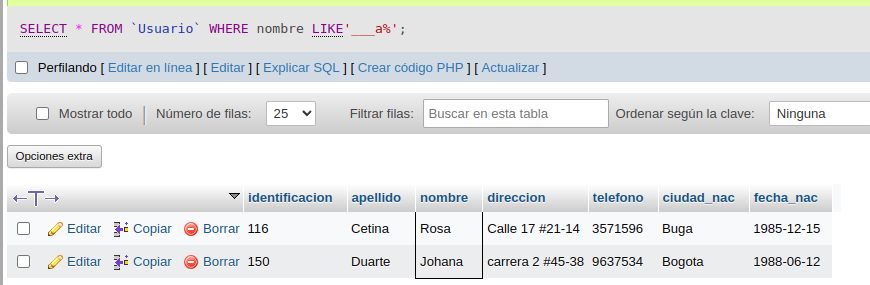 SELECT * FROM `Usuario` WHERE nombre LIKE'___a%';
Perfilando [ Editar en línea ] [ Editar ] [ Explicar SQL ] [ Crear código PHP ] [ Actualizar ]
Mostrar todo Número de filas: 25 Filtrar filas: Buscar en esta tabla Ordenar según la clave: Ninguna
Opciones extra
←T→ identificacion apellido nombre direccion telefono ciudad_nac fecha_nac
Editar Copiar Borrar 116 Cetina Rosa Calle 17 #21-14 3571596 Buga 1985-12-15
Editar Copiar Borrar 150 Duarte Johana carrera 2 #45-38 9637534 Bogota 1988-06-12